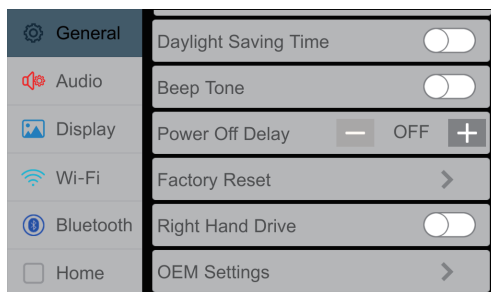 General
Audio
Display
Wi-Fi
Bluetooth
Home
Daylight Saving Time
Beep Tone
Power Off Delay — OFF +
Factory Reset
Right Hand Drive
OEM Settings